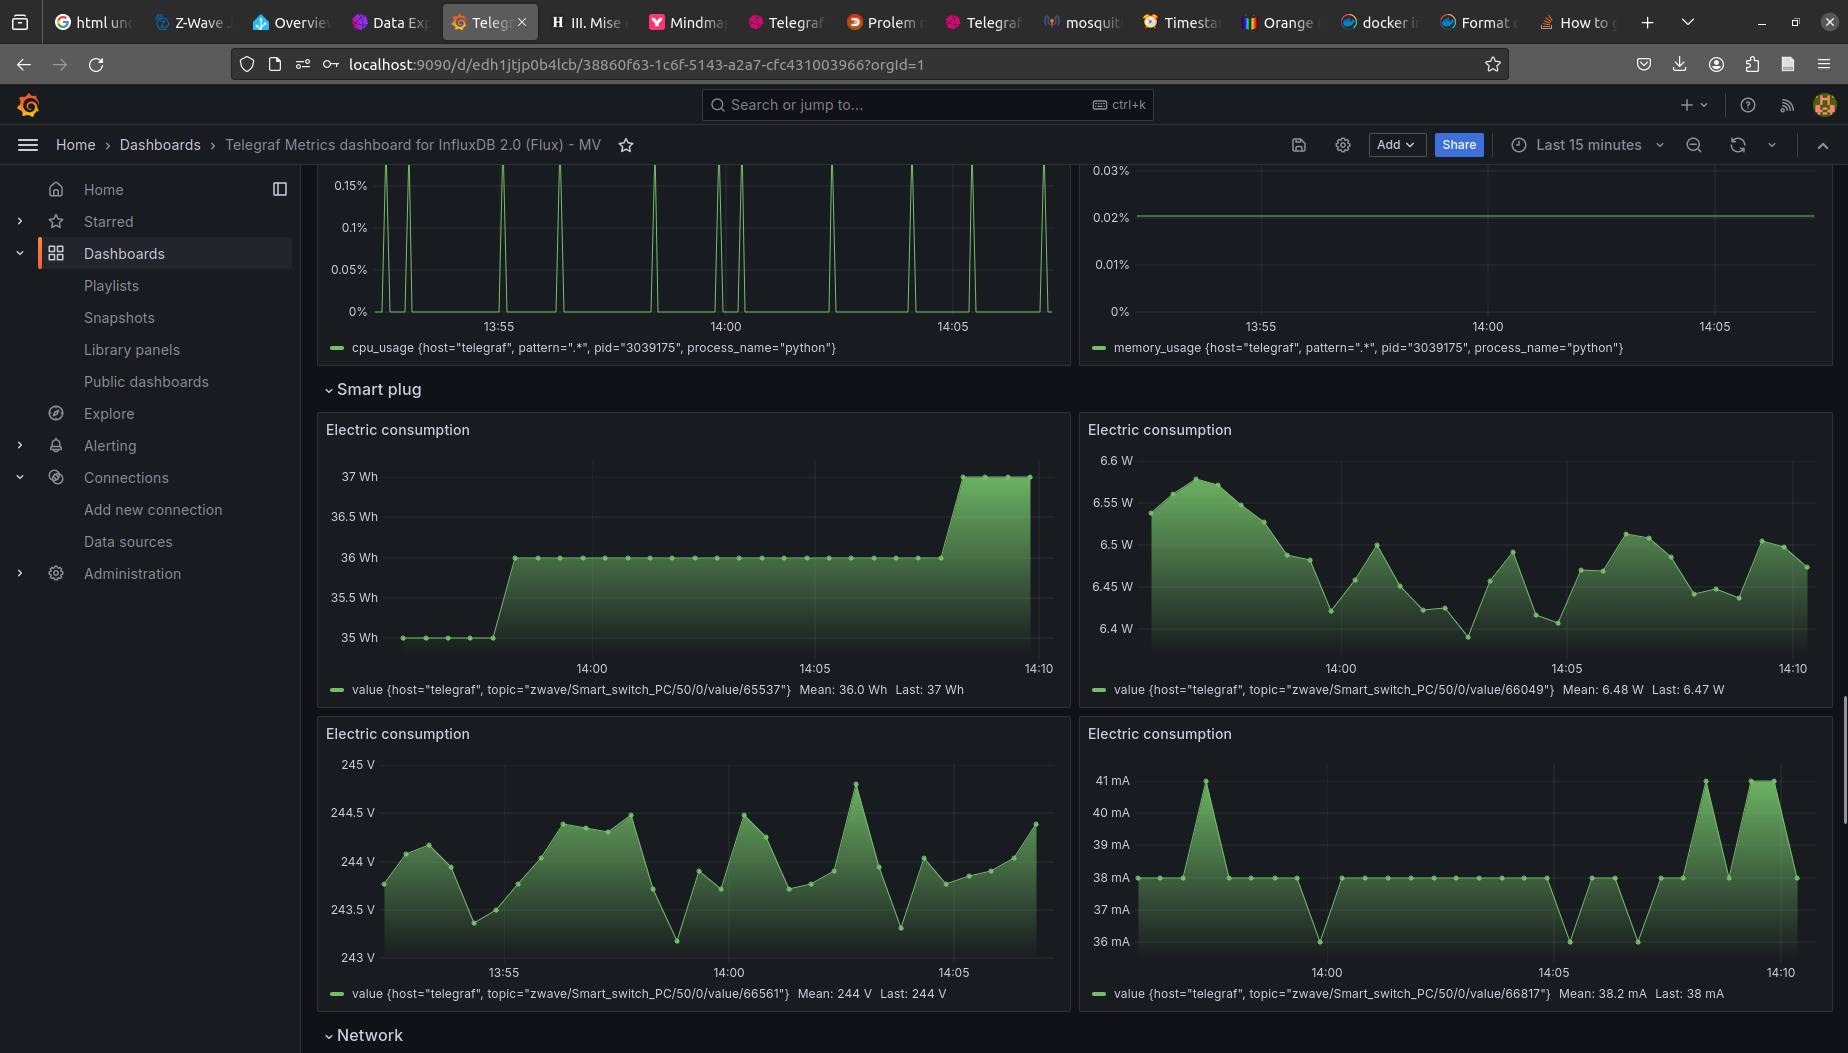 html und
Z-Wave
Overview
Data Exp
Telegr
III. Mise
Mindma
Telegraf
Prolem
Telegraf
mosquit
Timesta
Orange
docker i
Format
How to g
localhost:9090/d/edh1jtjp0b4lcb/38860f63-1c6f-5143-a2a7-cfc431003966?orgId=1
Search or jump to...
ctrl+k
Home › Dashboards › Telegraf Metrics dashboard for InfluxDB 2.0 (Flux) - MV
Add
Share
Last 15 minutes
Home
Starred
Dashboards
Playlists
Snapshots
Library panels
Public dashboards
Explore
Alerting
Connections
Add new connection
Data sources
Administration
0.15%
0.1%
0.05%
0%
13:55 14:00 14:05
cpu_usage {host="telegraf", pattern=".*", pid="3039175", process_name="python"}
0.03%
0.02%
0.01%
0%
13:55 14:00 14:05
memory_usage {host="telegraf", pattern=".*", pid="3039175", process_name="python"}
Smart plug
Electric consumption
37 Wh
36.5 Wh
36 Wh
35.5 Wh
35 Wh
14:00 14:05 14:10
value {host="telegraf", topic="zwave/Smart_switch_PC/50/0/value/65537"} Mean: 36.0 Wh Last: 37 Wh
Electric consumption
6.6 W
6.55 W
6.5 W
6.45 W
6.4 W
14:00 14:05 14:10
value {host="telegraf", topic="zwave/Smart_switch_PC/50/0/value/66049"} Mean: 6.48 W Last: 6.47 W
Electric consumption
245 V
244.5 V
244 V
243.5 V
243 V
13:55 14:00 14:05
value {host="telegraf", topic="zwave/Smart_switch_PC/50/0/value/66561"} Mean: 244 V Last: 244 V
Electric consumption
41 mA
40 mA
39 mA
38 mA
37 mA
36 mA
14:00 14:05 14:10
value {host="telegraf", topic="zwave/Smart_switch_PC/50/0/value/66817"} Mean: 38.2 mA Last: 38 mA
Network